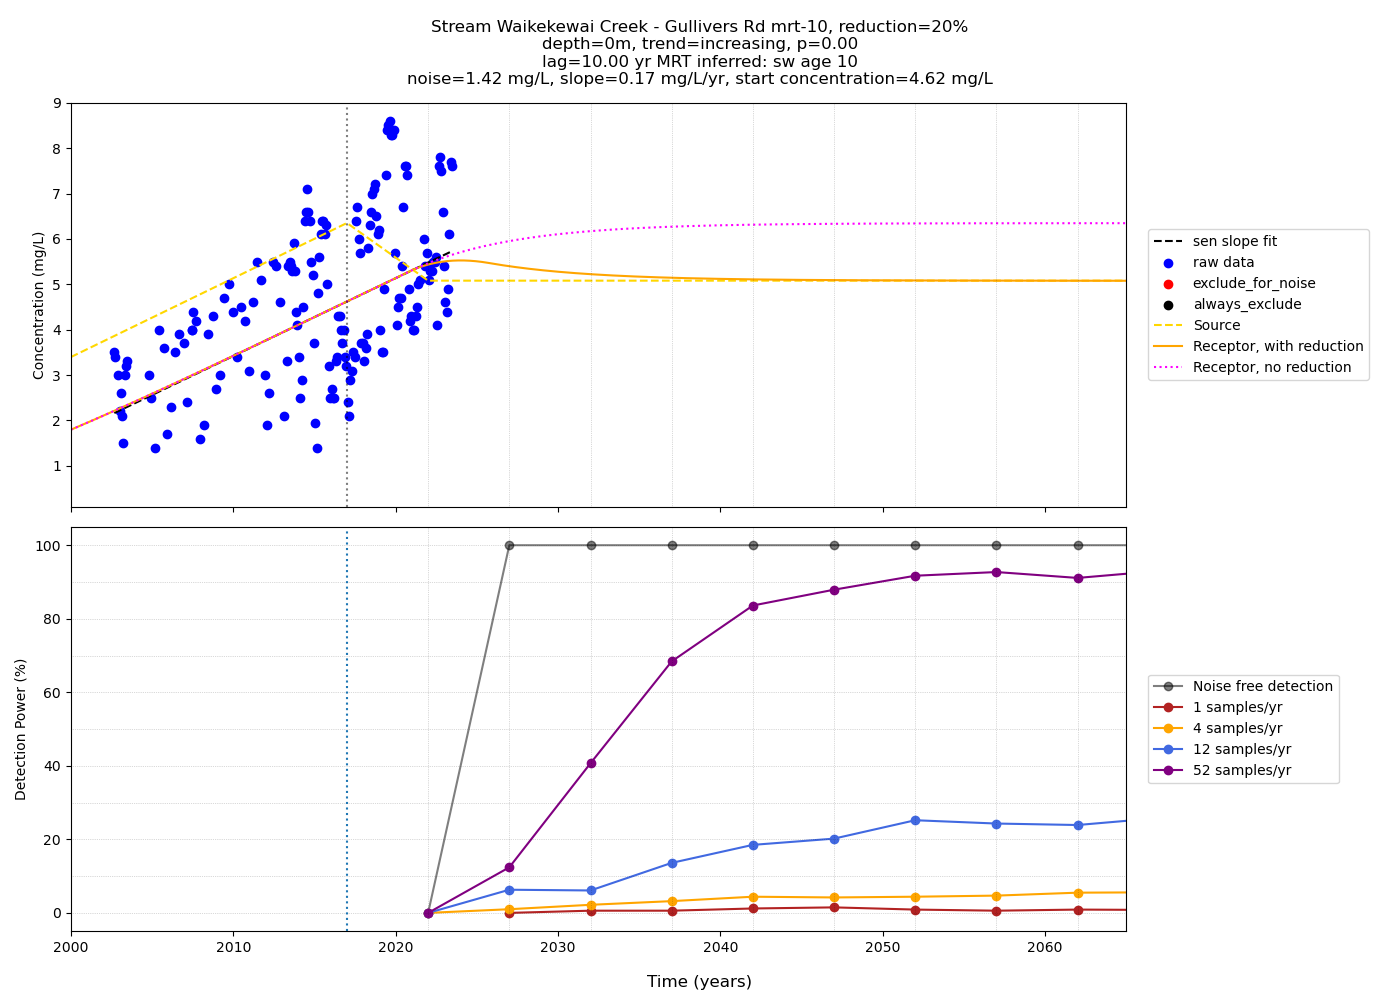 Stream Waikekewai Creek - Gullivers Rd mrt-10, reduction=20%
depth=0m, trend=increasing, p=0.00
lag=10.00 yr MRT inferred: sw age 10
noise=1.42 mg/L, slope=0.17 mg/L/yr, start concentration=4.62 mg/L
9
8
7
6
5
4
3
2
1
Concentration (mg/L)
sen slope fit
raw data
exclude_for_noise
always_exclude
Source
Receptor, with reduction
Receptor, no reduction
100
80
60
40
20
0
Detection Power (%)
Noise free detection
1 samples/yr
4 samples/yr
12 samples/yr
52 samples/yr
2000 2010 2020 2030 2040 2050 2060
Time (years)